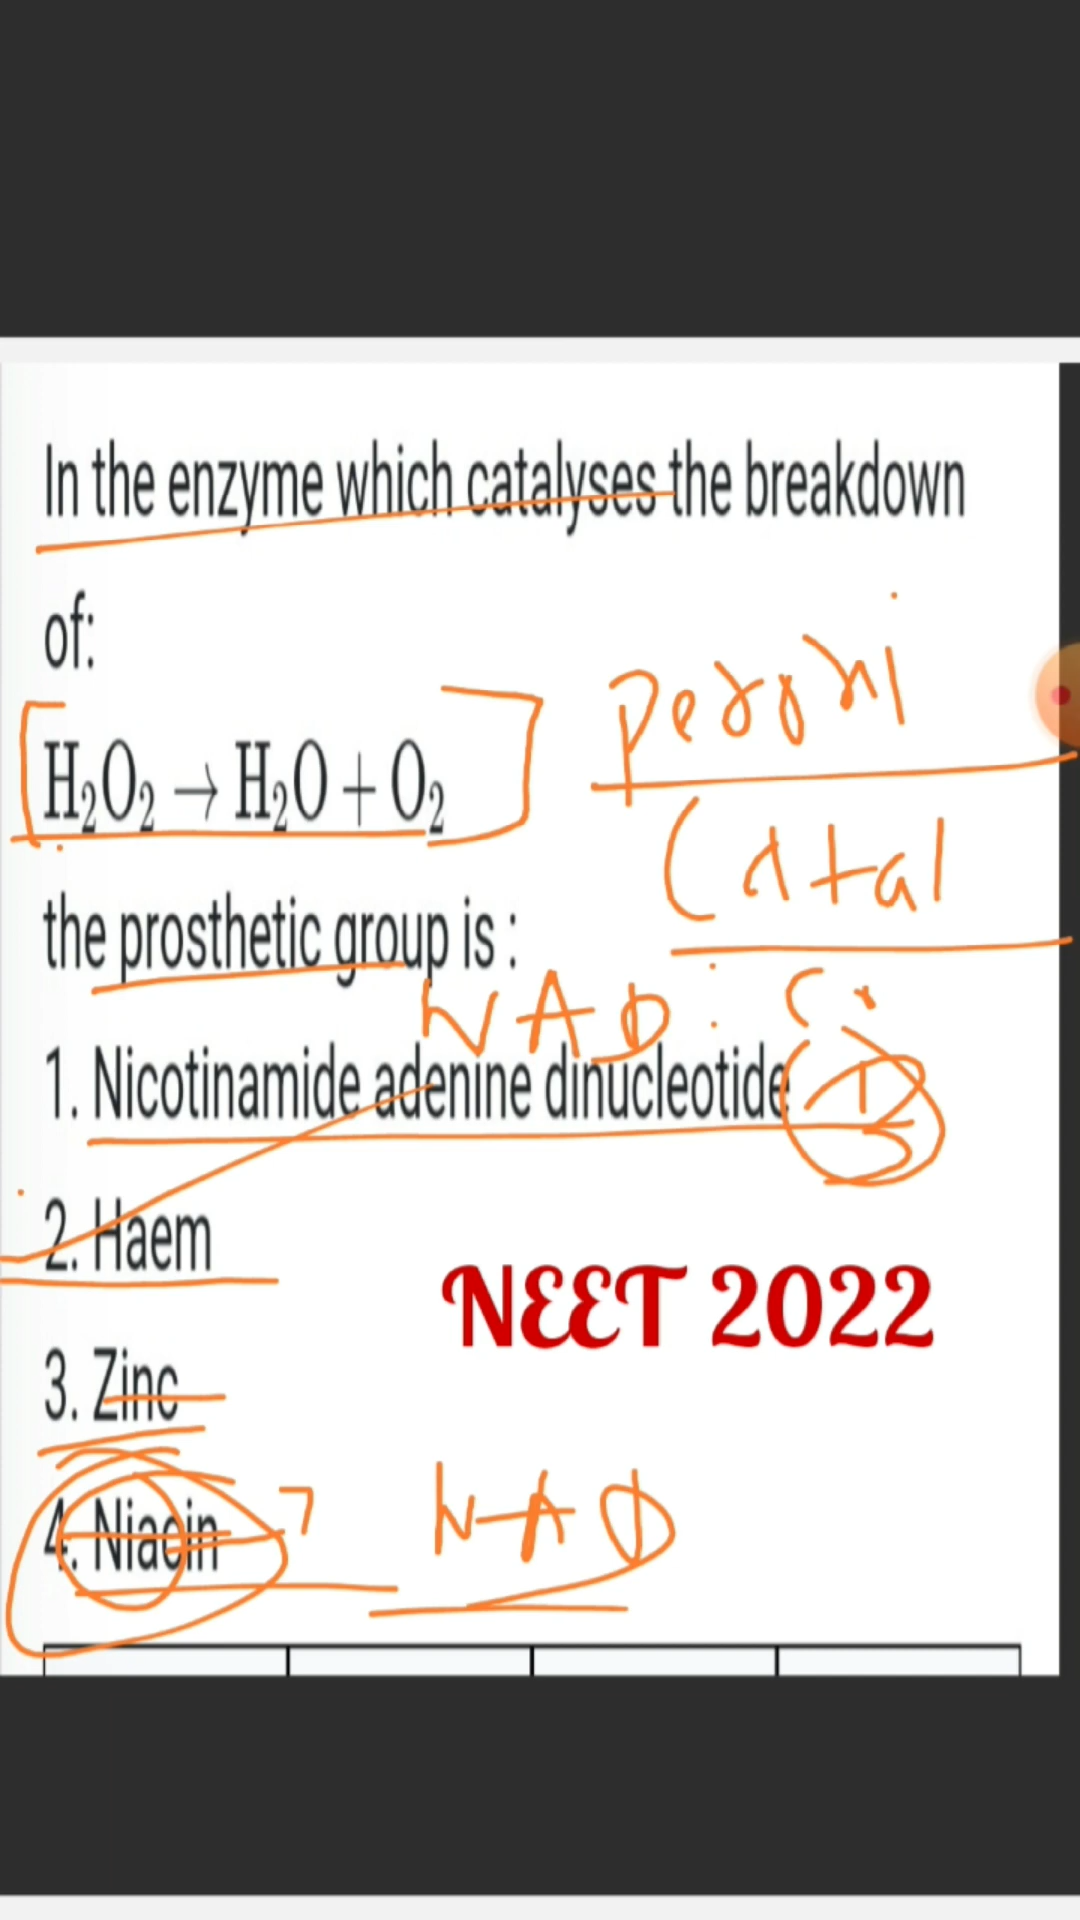 In the enzyme which catalyses the breakdown
of:
H₂O₂ → H₂O + O₂
peroxi
Catal
the prosthetic group is :
NAD
1. Nicotinamide adenine dinucleotide
2. Haem
NEET 2022
3. Zinc
4. Niacin
NAD